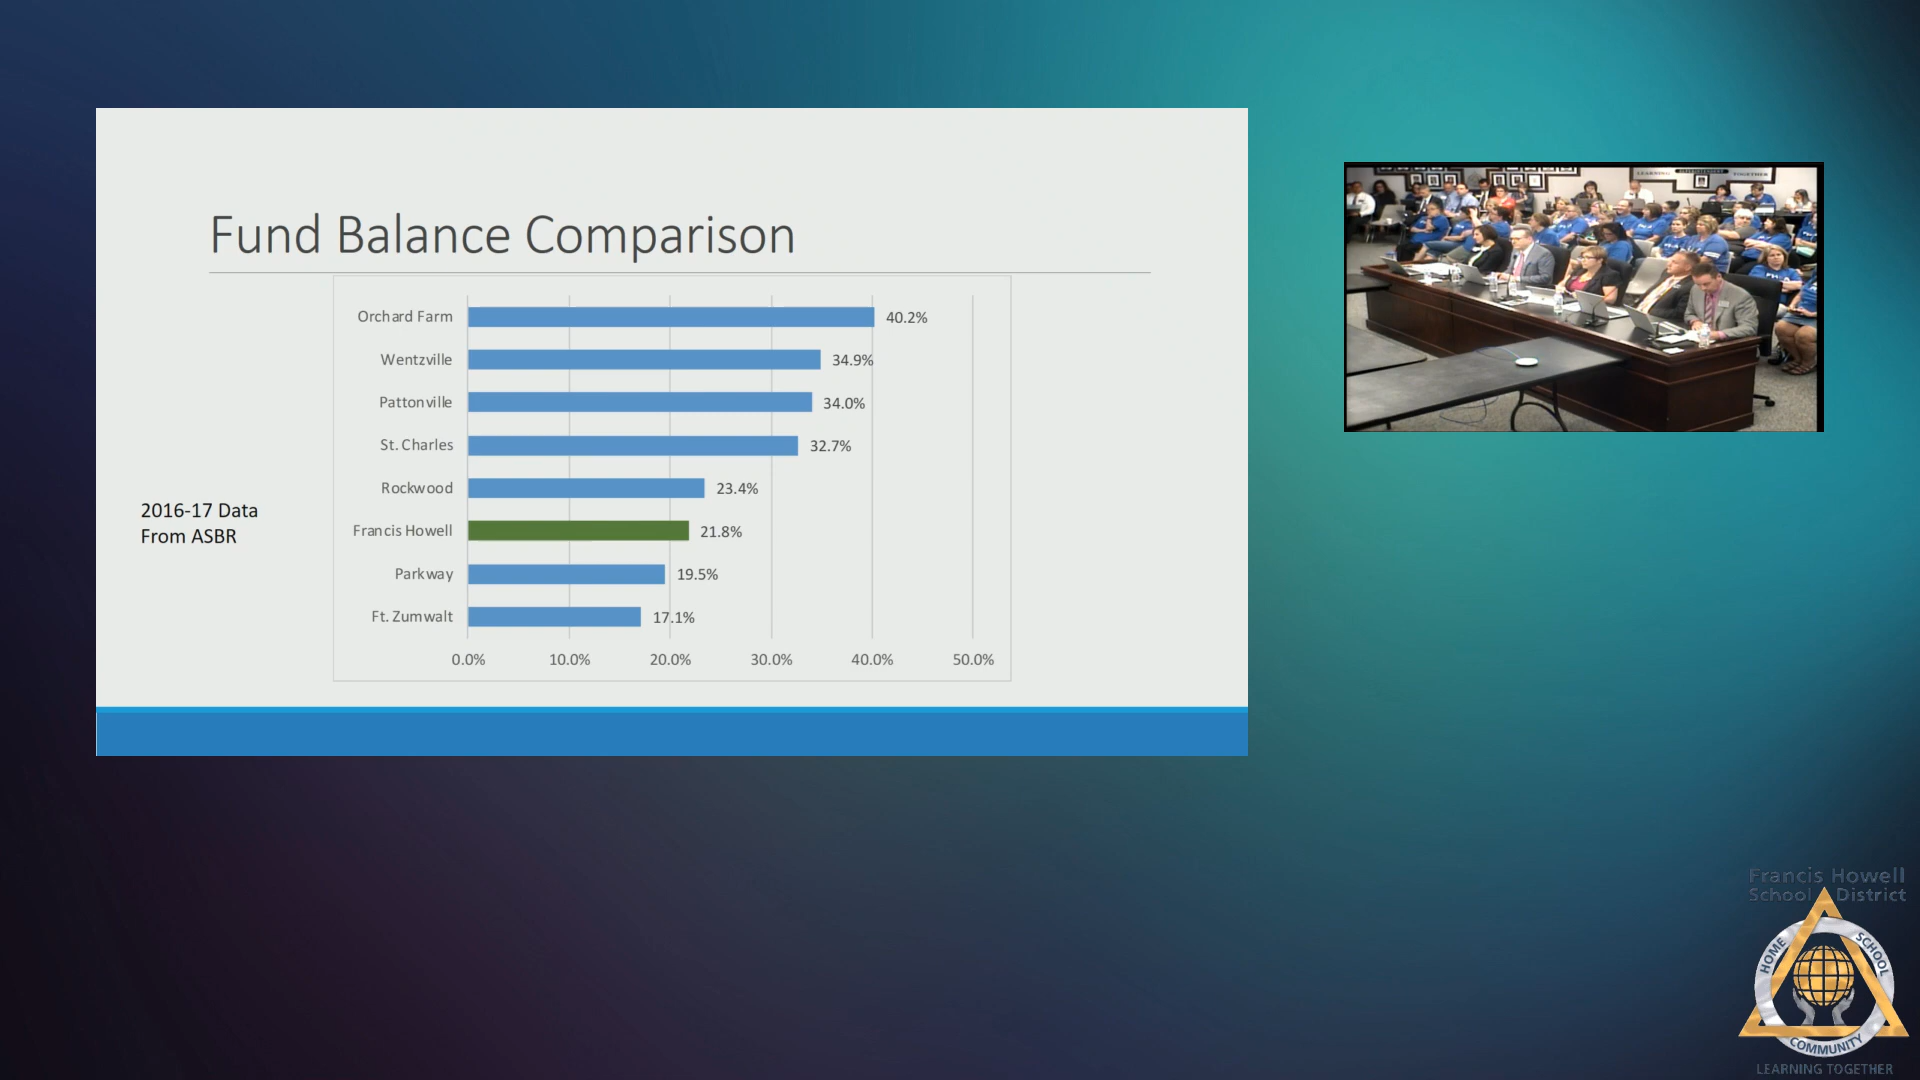 Fund Balance Comparison
Orchard Farm 40.2%
Wentzville 34.9%
Pattonville 34.0%
St. Charles 32.7%
Rockwood 23.4%
Francis Howell 21.8%
Parkway 19.5%
Ft. Zumwalt 17.1%
0.0% 10.0% 20.0% 30.0% 40.0% 50.0%
2016-17 Data
From ASBR
LEARNING TOGETHER
Francis Howell
School District
HOME SCHOOL
COMMUNITY
LEARNING TOGETHER